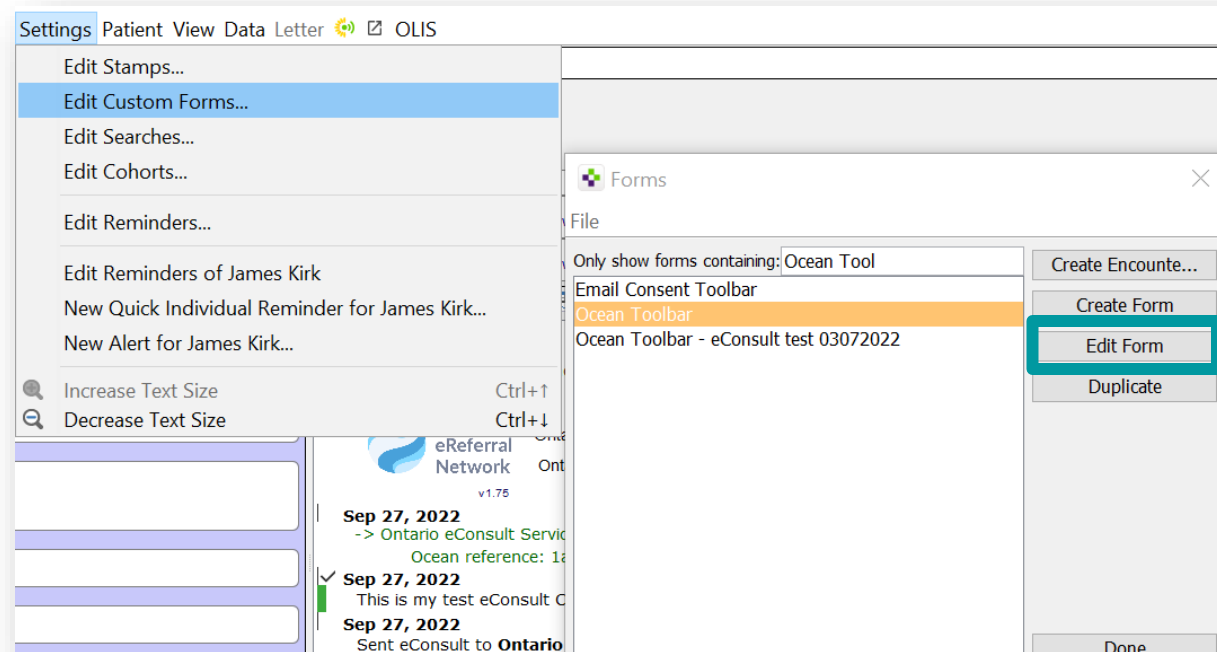 Settings Patient View Data Letter OLIS
Edit Stamps...
Edit Custom Forms...
Edit Searches...
Edit Cohorts...
Edit Reminders...
Edit Reminders of James Kirk
New Quick Individual Reminder for James Kirk...
New Alert for James Kirk...
Increase Text Size Ctrl+↑
Decrease Text Size Ctrl+↓
eReferral
Network Ont
v1.75
Sep 27, 2022
-> Ontario eConsult Servic
Ocean reference: 1a
Sep 27, 2022
This is my test eConsult C
Sep 27, 2022
Sent eConsult to Ontario
Forms
File
Only show forms containing: Ocean Tool
Email Consent Toolbar
Ocean Toolbar
Ocean Toolbar - eConsult test 03072022
Create Encounte...
Create Form
Edit Form
Duplicate
Done